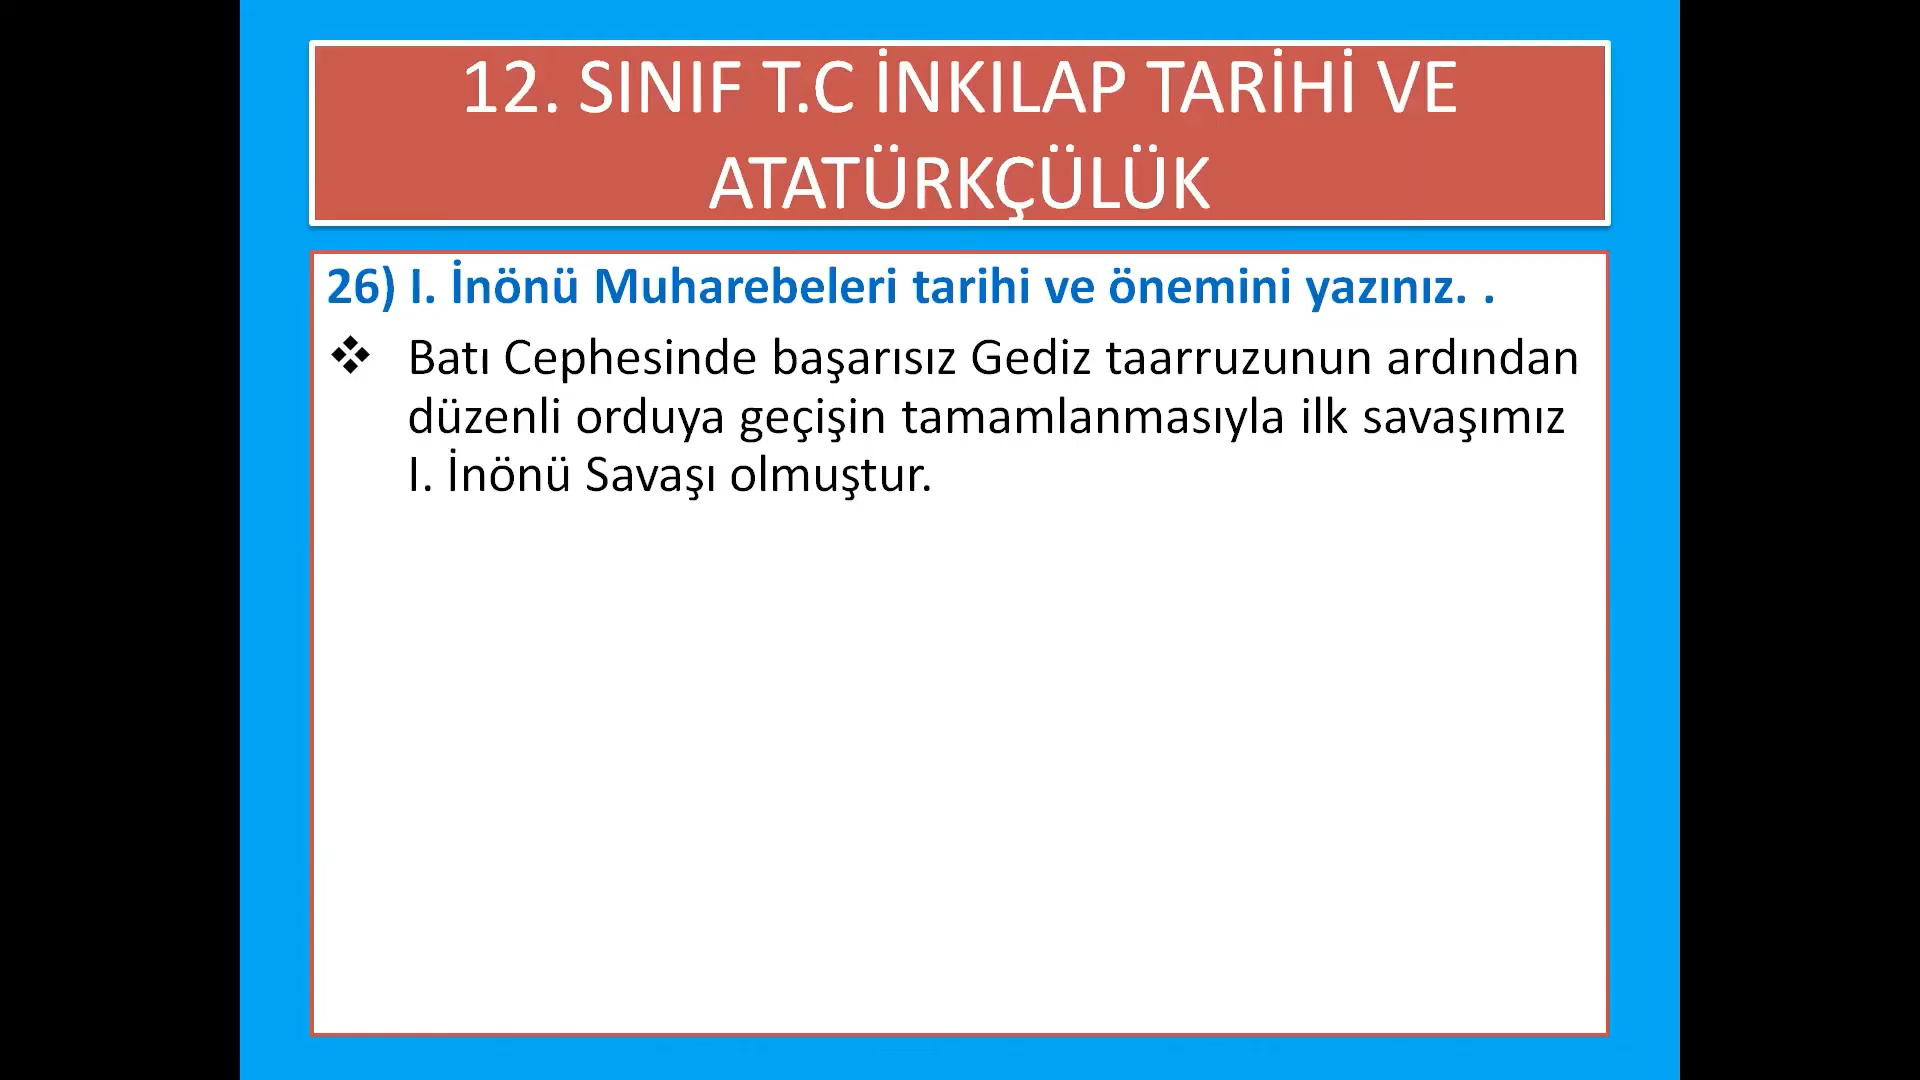 12. SINIF T.C İNKILAP TARİHİ VE
ATATÜRKÇÜLÜK
26) I. İnönü Muharebeleri tarihi ve önemini yazınız. .
❖ Batı Cephesinde başarısız Gediz taarruzunun ardından
düzenli orduya geçişin tamamlanmasıyla ilk savaşımız
I. İnönü Savaşı olmuştur.